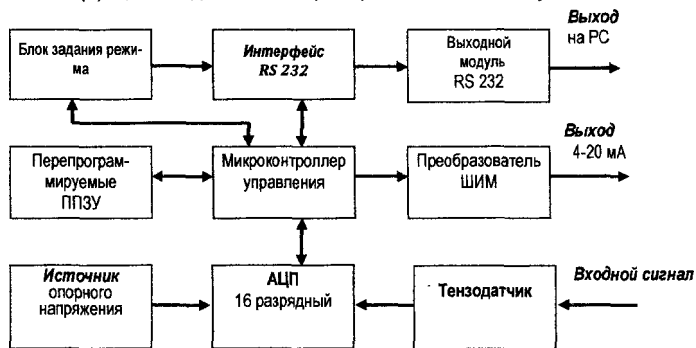 Блок задания режи-
ма
Интерфейс
RS 232
Выходной
модуль
RS 232
Выход
на РС
Перепрограм-
мируемые
ППЗУ
Микроконтроллер
управления
Преобразователь
ШИМ
Выход
4-20 мА
Источник
опорного
напряжения
АЦП
16 разрядный
Тензодатчик
Входной сигнал